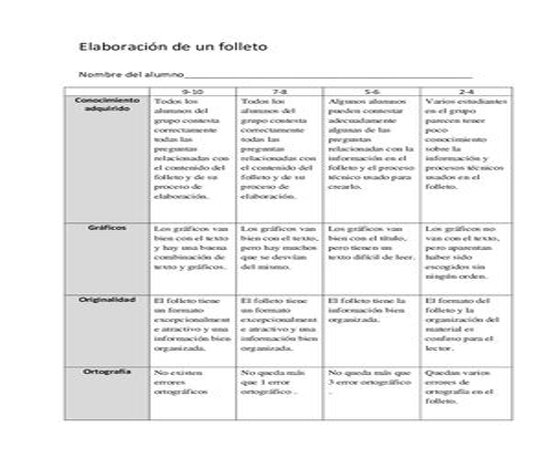 Elaboración de un folleto
Nombre del alumno
9-10 7-8 5-6 2-4
Conocimiento
adquirido
Todos los
alumnos del
grupo contesta
correctamente
todas las
preguntas
relacionadas con
el contenido del
folleto y de su
proceso de
elaboración.
Todos los
alumnos del
grupo contesta
correctamente
todas las
preguntas
relacionadas con
el contenido del
folleto y de su
proceso de
elaboración.
Algunos alumnos
pueden contestar
adecuadamente
algunas de las
preguntas
relacionadas con la
información en el
folleto y el proceso
técnico usado para
crearlo.
Varios estudiantes
en el grupo
parecen tener
poco
conocimiento
sobre la
información y
procesos técnicos
usados en el
folleto.
Gráficos
Los gráficos van
bien con el texto
y hay una buena
combinación de
texto y gráficos.
Los gráficos van
bien con el texto,
pero hay muchos
que se desvían
del mismo.
Los gráficos van
bien con el título,
pero tienen un
texto difícil de leer.
Los gráficos no
van con el texto,
pero aparentan
haber sido
escogidos sin
ningún orden.
Originalidad
El folleto tiene
un formato
excepcionalment
e atractivo y una
información bien
organizada.
El folleto tiene
un formato
excepcionalment
e atractivo y una
información bien
organizada.
El folleto tiene la
información bien
organizada.
El formato del
folleto y la
organización del
material es
confuso para el
lector.
Ortografía
No existen
errores
ortográficos
No queda más
que 1 error
ortográfico .
No queda más que
3 error ortográfico
.
Quedan varios
errores de
ortografía en el
folleto.